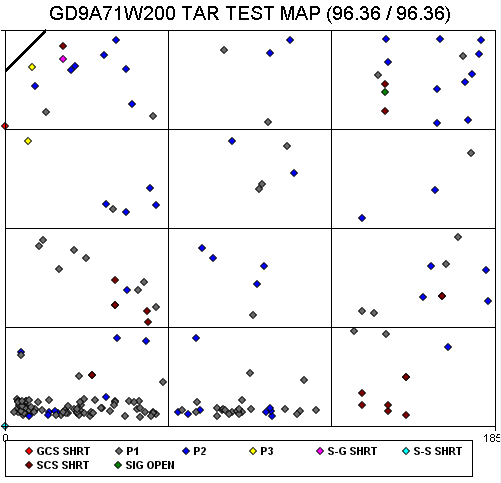 GD9A71W200 TAR TEST MAP (96.36 / 96.36)
0 185
GCS SHRT P1 P2 P3 S-G SHRT S-S SHRT
SCS SHRT SIG OPEN